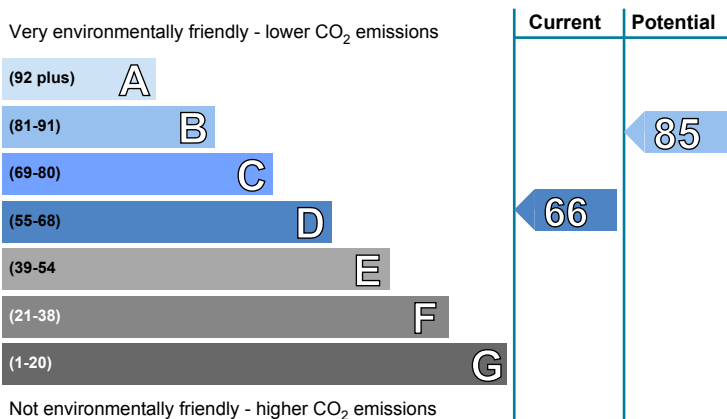 Current Potential
Very environmentally friendly - lower CO2 emissions
(92 plus) A
(81-91) B
85
(69-80) C
(55-68) D
66
(39-54 E
(21-38) F
(1-20) G
Not environmentally friendly - higher CO2 emissions